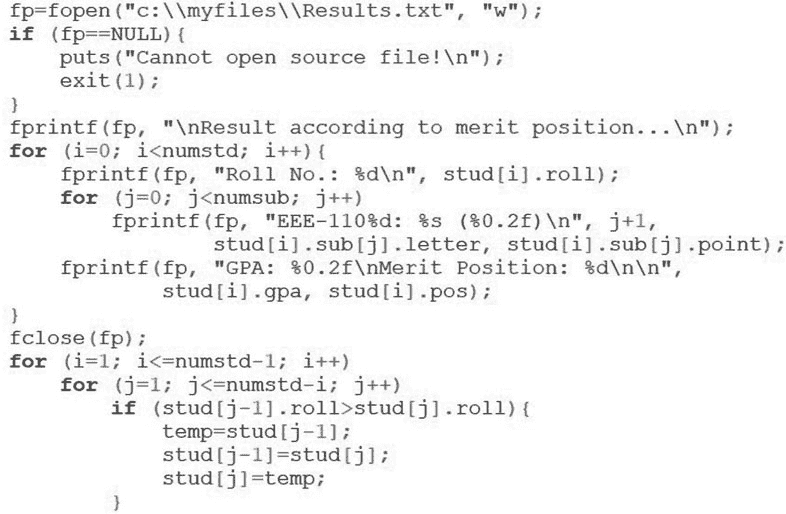 fp=fopen("c:\\myfiles\\Results.txt", "w");
if (fp==NULL){
    puts("Cannot open source file!\n");
    exit(1);
}
fprintf(fp, "\nResult according to merit position...\n");
for (i=0; i<numstd; i++){
    fprintf(fp, "Roll No.: %d\n", stud[i].roll);
    for (j=0; j<numsub; j++)
        fprintf(fp, "EEE-110%d: %s (%0.2f)\n", j+1,
                stud[i].sub[j].letter, stud[i].sub[j].point);
    fprintf(fp, "GPA: %0.2f\nMerit Position: %d\n\n",
            stud[i].gpa, stud[i].pos);
}
fclose(fp);
for (i=1; i<=numstd-1; i++)
    for (j=1; j<=numstd-i; j++)
        if (stud[j-1].roll>stud[j].roll){
            temp=stud[j-1];
            stud[j-1]=stud[j];
            stud[j]=temp;
        }